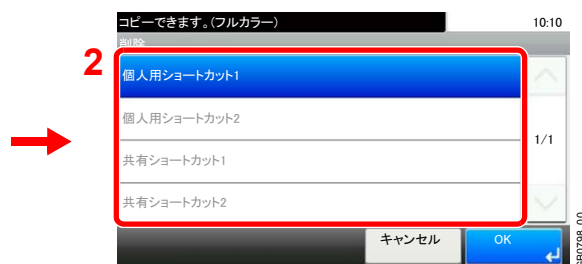 コピーできます。(フルカラー)
10:10
削除
2
個人用ショートカット1
個人用ショートカット2
1/1
共有ショートカット1
共有ショートカット2
キャンセル
OK